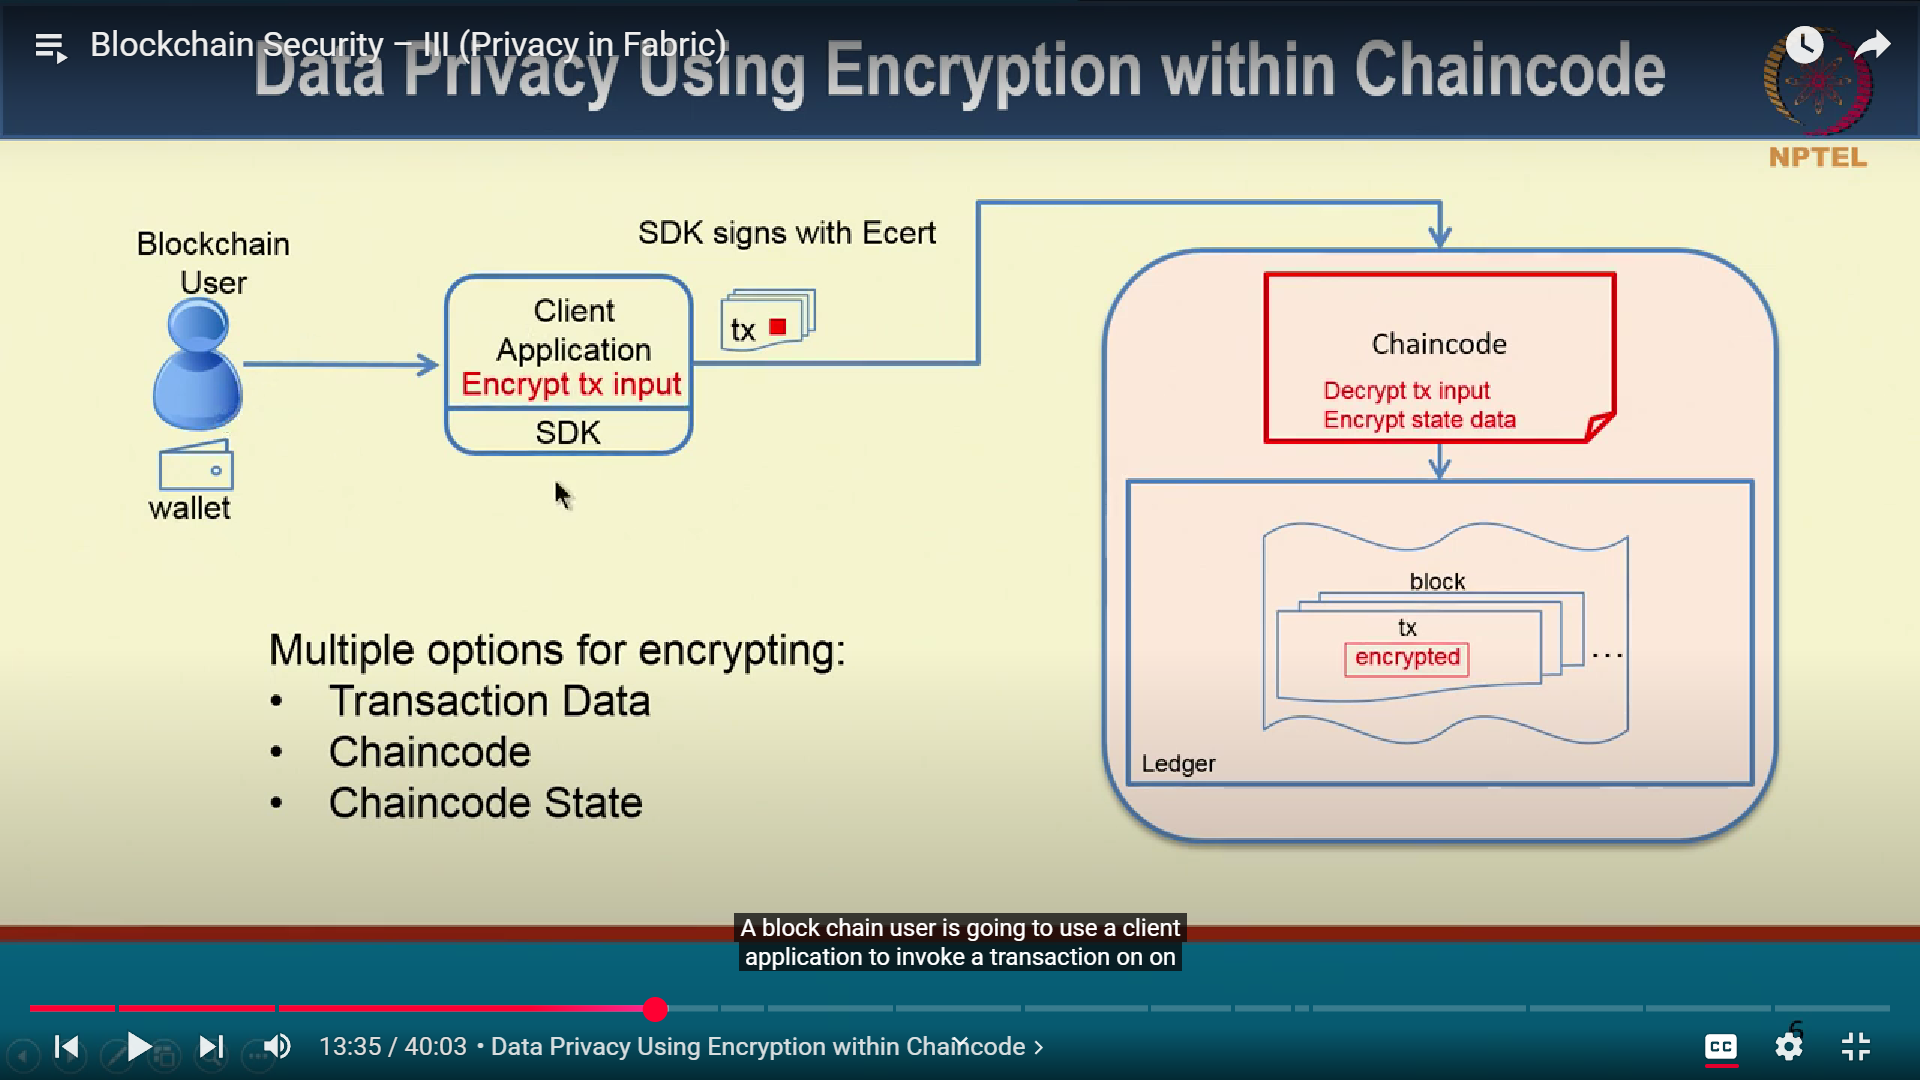 Blockchain Security – III (Privacy in Fabric)
Data Privacy Using Encryption within Chaincode
NPTEL
Blockchain
User
wallet
Client
Application
Encrypt tx input
SDK
SDK signs with Ecert
tx
Chaincode
Decrypt tx input
Encrypt state data
block
tx
encrypted
...
Ledger
Multiple options for encrypting:
• Transaction Data
• Chaincode
• Chaincode State
A block chain user is going to use a client
application to invoke a transaction on on
6
13:35 / 40:03 • Data Privacy Using Encryption within Chaincode >
CC